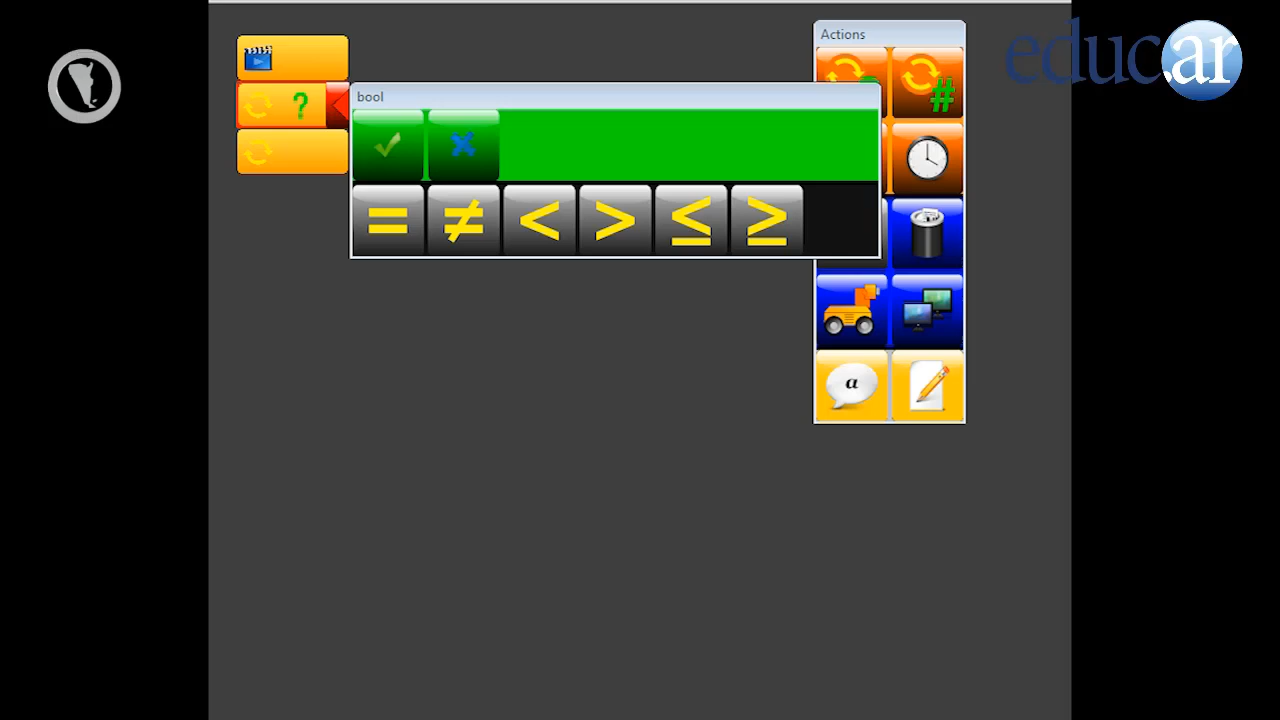 Actions
educ.ar
bool
?
#
= ≠ < > ≤ ≥
a